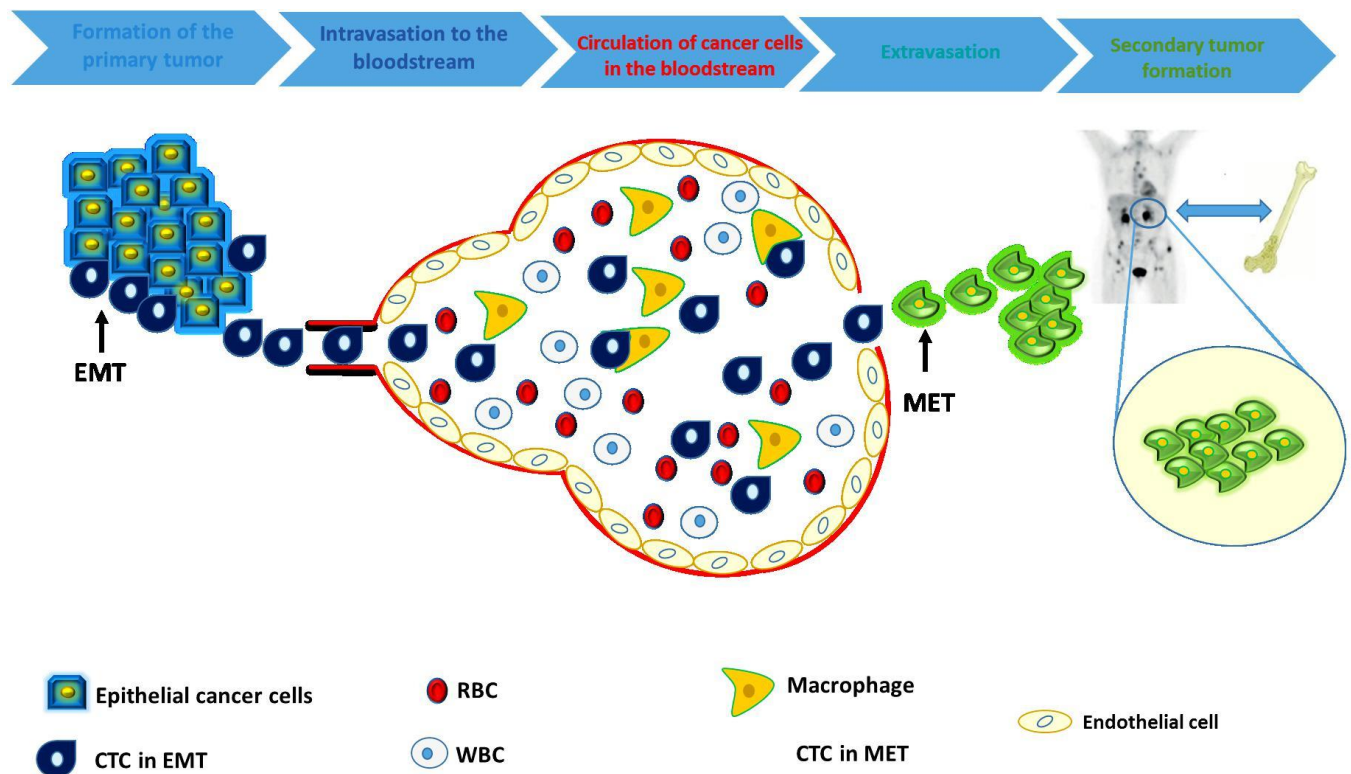 Formation of the
primary tumor
Intravasation to the
bloodstream
Circulation of cancer cells
in the bloodstream
Extravasation
Secondary tumor
formation
EMT
MET
Epithelial cancer cells
RBC
Macrophage
Endothelial cell
CTC in EMT
WBC
CTC in MET